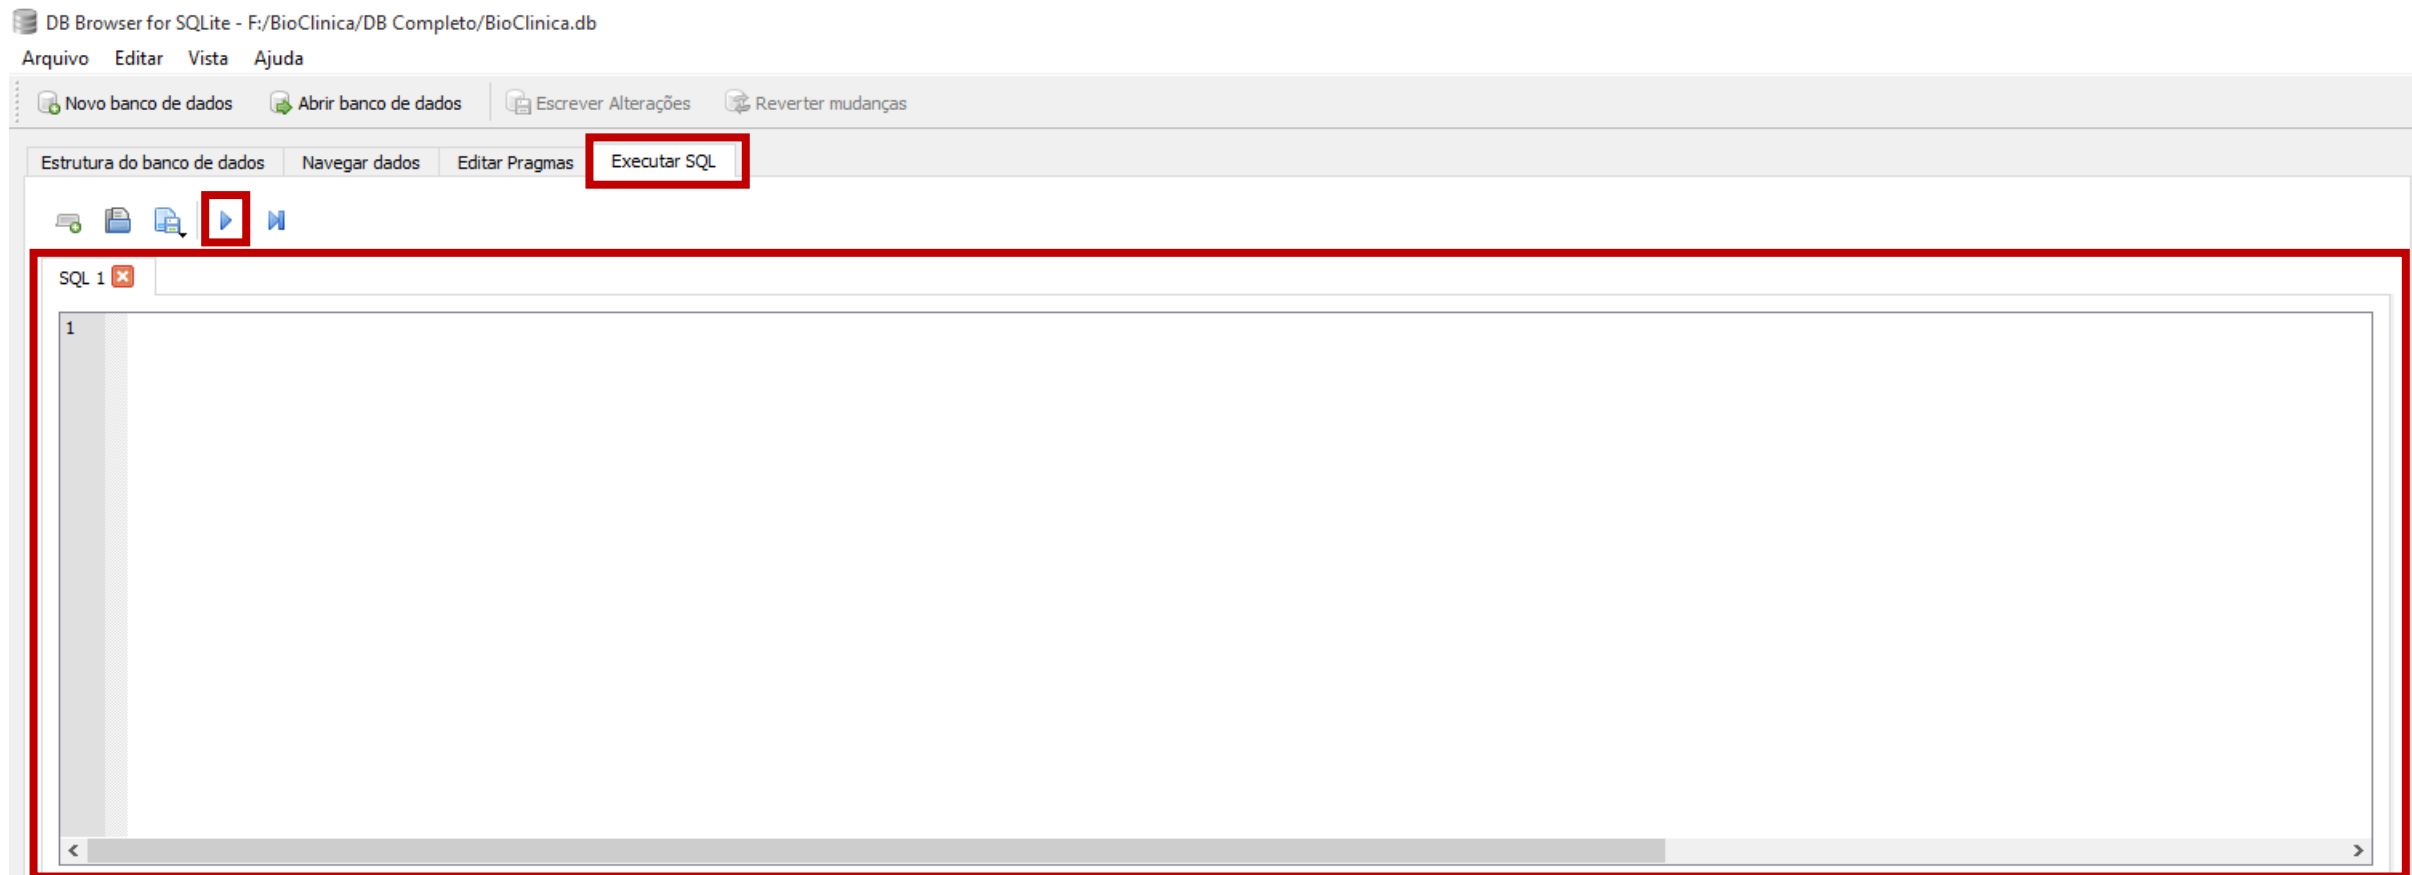 DB Browser for SQLite - F:/BioClinica/DB Completo/BioClinica.db
Arquivo Editar Vista Ajuda
Novo banco de dados Abrir banco de dados Escrever Alterações Reverter mudanças
Estrutura do banco de dados Navegar dados Editar Pragmas Executar SQL
SQL 1
1